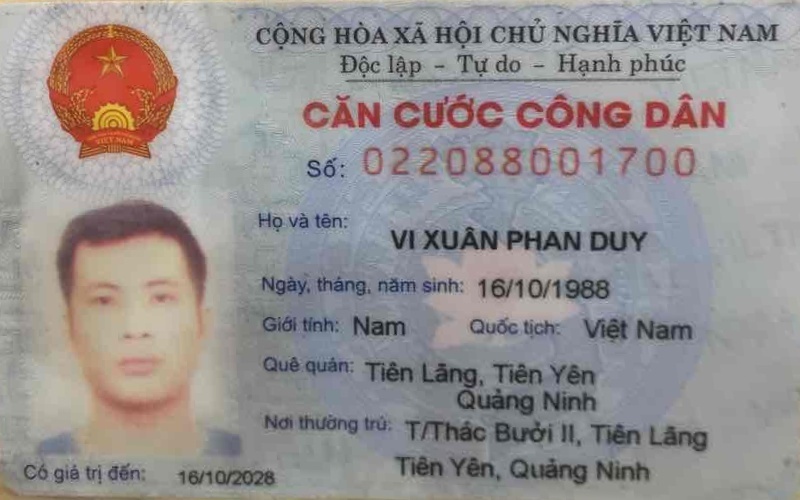 CỘNG HÒA XÃ HỘI CHỦ NGHĨA VIỆT NAM
Độc lập - Tự do - Hạnh phúc
CĂN CƯỚC CÔNG DÂN
Số: 022088001700
Họ và tên:
VI XUÂN PHAN DUY
Ngày, tháng, năm sinh: 16/10/1988
Giới tính: Nam Quốc tịch: Việt Nam
Quê quán: Tiên Lãng, Tiên Yên
Quảng Ninh
Nơi thường trú: T/Thác Bưởi II, Tiên Lãng
Tiên Yên, Quảng Ninh
Có giá trị đến: 16/10/2028
VIỆT NAM